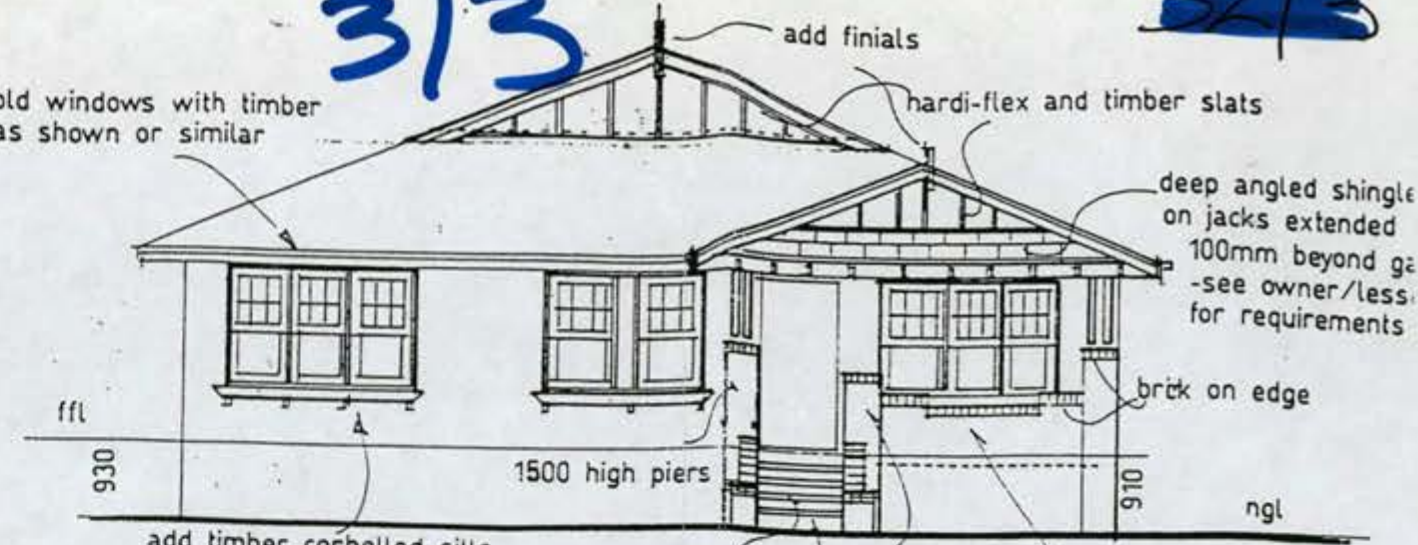 3/3
add finials
old windows with timber
as shown or similar
hardi-flex and timber slats
deep angled shingle
on jacks extended
100mm beyond
-see owner/
for requirements
brick on edge
ffl
930
1500 high piers
910
ngl
add timber corbelled